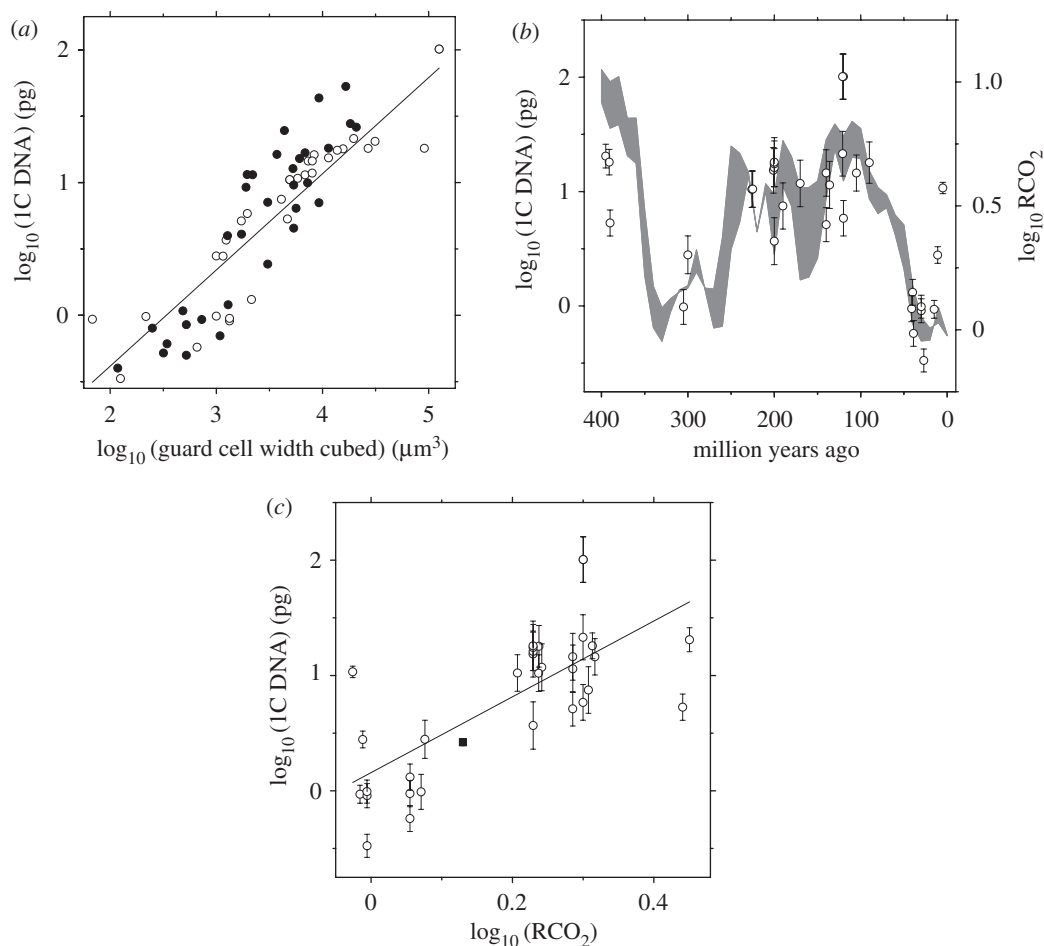 (a)
log₁₀ (1C DNA) (pg)
2
1
0
2 3 4 5
log₁₀ (guard cell width cubed) (μm³)
(b)
log₁₀ (1C DNA) (pg)
2
1
0
1.0
0.5
0
log₁₀ RCO₂
400 300 200 100 0
million years ago
(c)
log₁₀ (1C DNA) (pg)
2
1
0
0 0.2 0.4
log₁₀ (RCO₂)